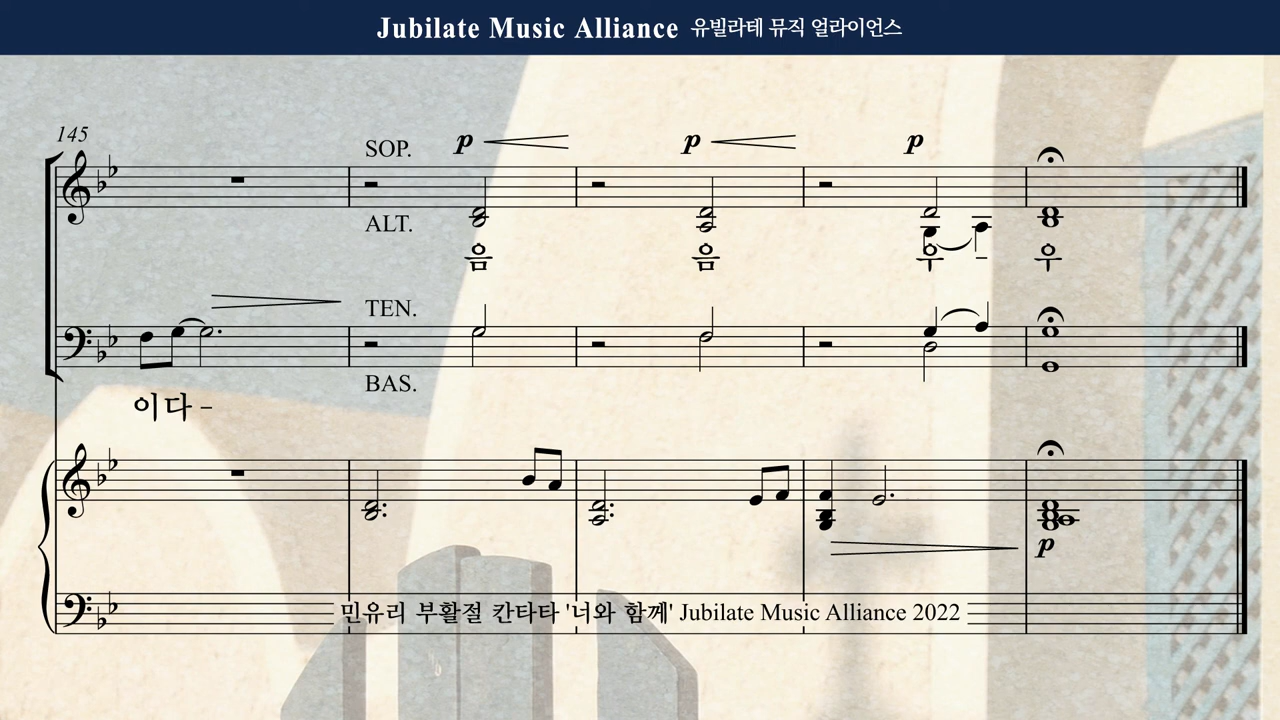 Jubilate Music Alliance 유빌라테 뮤직 얼라이언스
145
SOP. p p p
ALT.
음 음 우 - 우
TEN.
BAS.
이다 -
p
민유리 부활절 칸타타 '너와 함께' Jubilate Music Alliance 2022